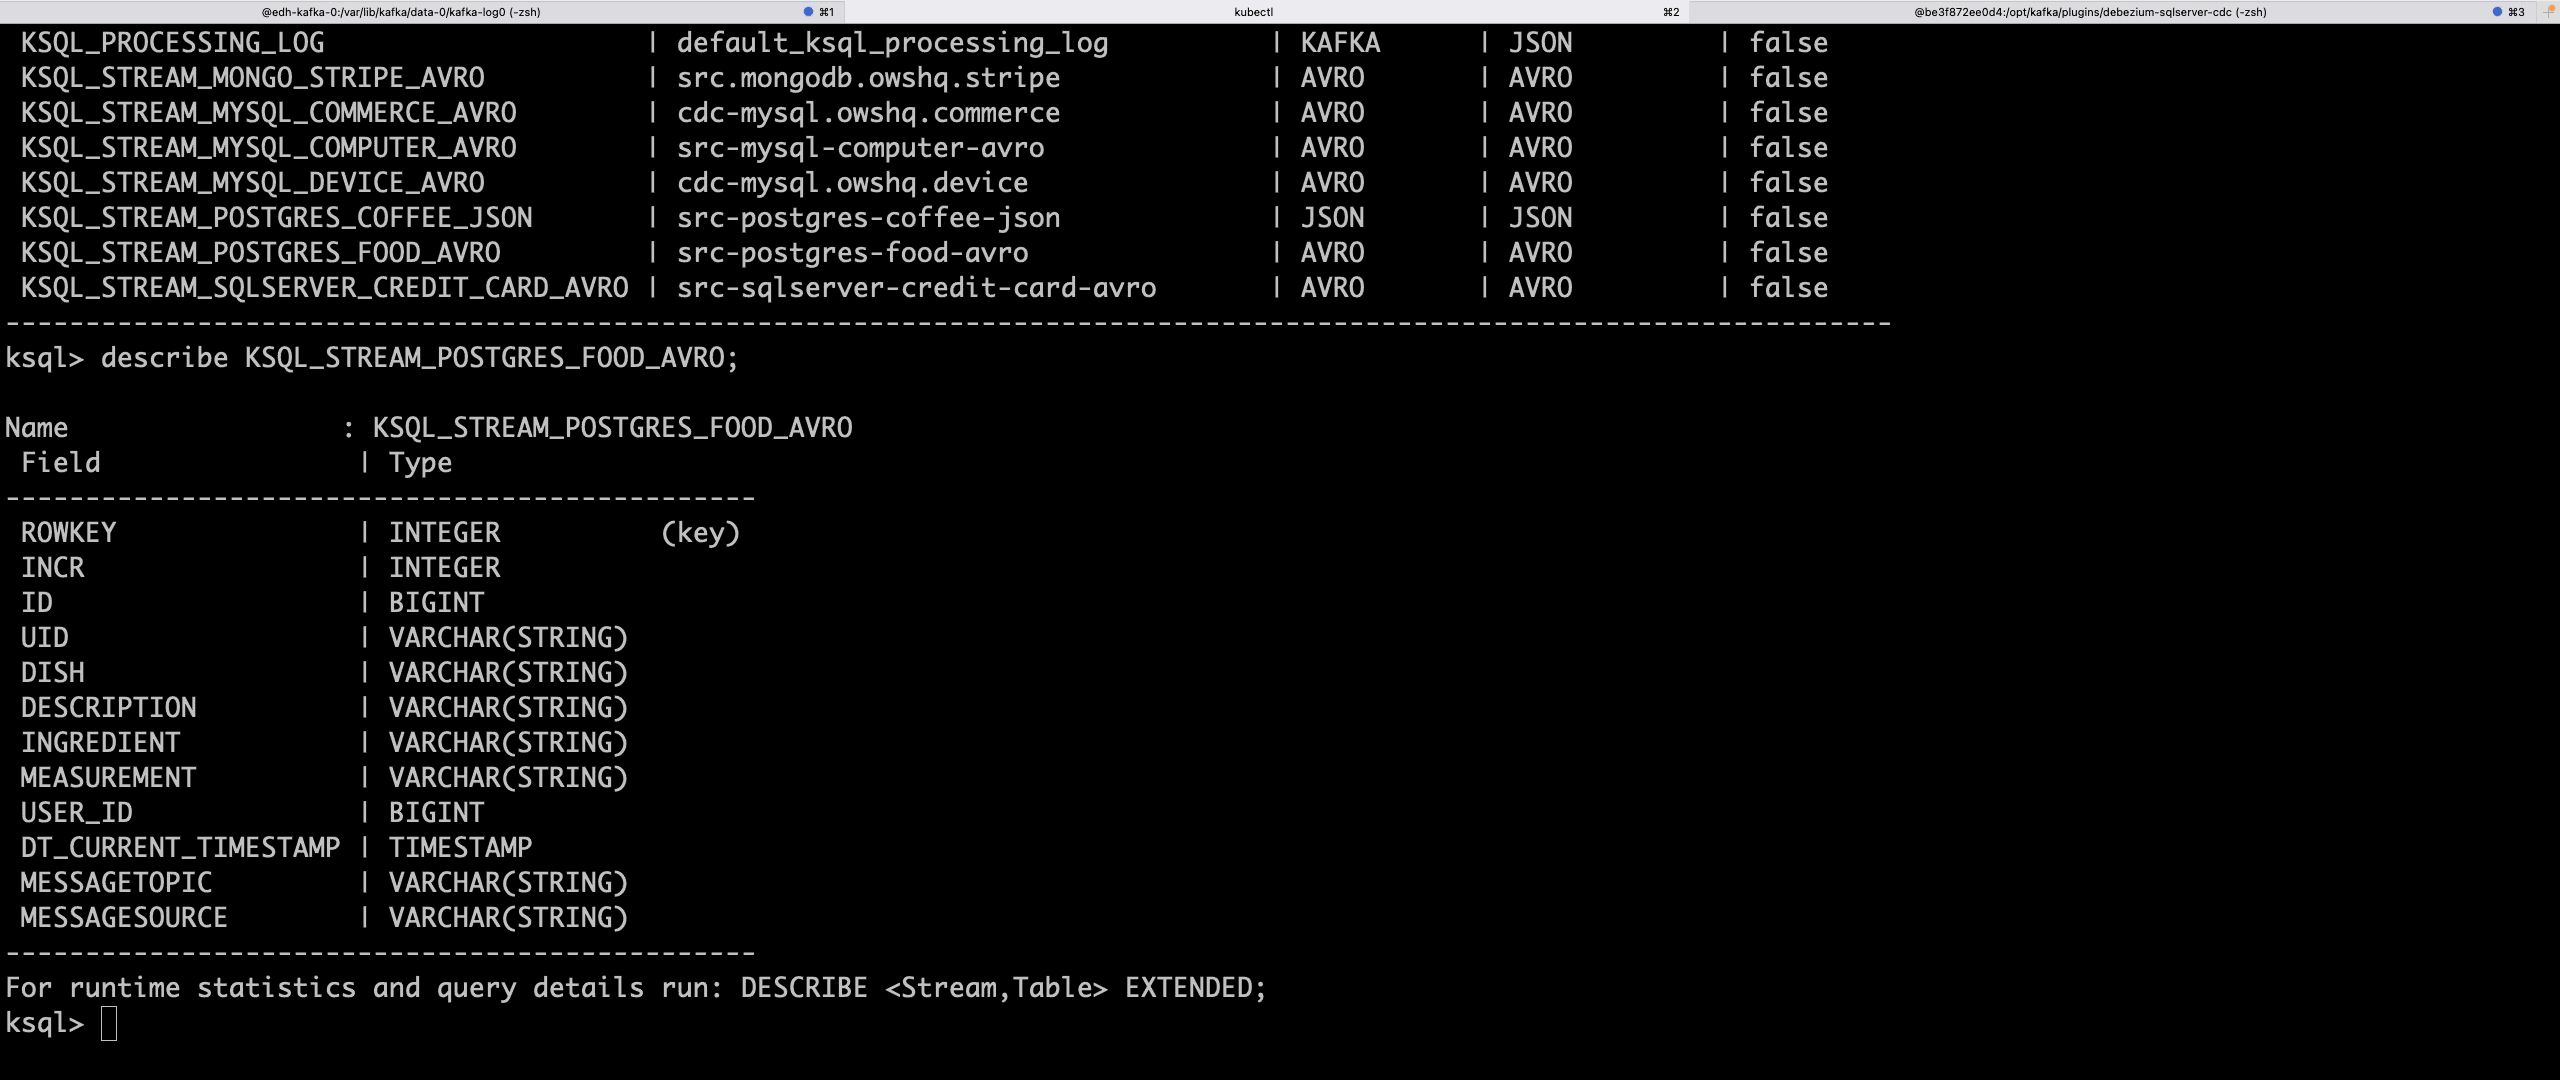 @edh-kafka-0:/var/lib/kafka/data-0/kafka-log0 (-zsh) ⌘1 kubectl ⌘2 @be3f872ee0d4:/opt/kafka/plugins/debezium-sqlserver-cdc (-zsh) ⌘3
KSQL_PROCESSING_LOG | default_ksql_processing_log | KAFKA | JSON | false
KSQL_STREAM_MONGO_STRIPE_AVRO | src.mongodb.owshq.stripe | AVRO | AVRO | false
KSQL_STREAM_MYSQL_COMMERCE_AVRO | cdc-mysql.owshq.commerce | AVRO | AVRO | false
KSQL_STREAM_MYSQL_COMPUTER_AVRO | src-mysql-computer-avro | AVRO | AVRO | false
KSQL_STREAM_MYSQL_DEVICE_AVRO | cdc-mysql.owshq.device | AVRO | AVRO | false
KSQL_STREAM_POSTGRES_COFFEE_JSON | src-postgres-coffee-json | JSON | JSON | false
KSQL_STREAM_POSTGRES_FOOD_AVRO | src-postgres-food-avro | AVRO | AVRO | false
KSQL_STREAM_SQLSERVER_CREDIT_CARD_AVRO | src-sqlserver-credit-card-avro | AVRO | AVRO | false
----------------------------------------------------------------------------------------------------------------------
ksql> describe KSQL_STREAM_POSTGRES_FOOD_AVRO;
Name : KSQL_STREAM_POSTGRES_FOOD_AVRO
Field | Type
-----------------------------------------------
ROWKEY | INTEGER (key)
INCR | INTEGER
ID | BIGINT
UID | VARCHAR(STRING)
DISH | VARCHAR(STRING)
DESCRIPTION | VARCHAR(STRING)
INGREDIENT | VARCHAR(STRING)
MEASUREMENT | VARCHAR(STRING)
USER_ID | BIGINT
DT_CURRENT_TIMESTAMP | TIMESTAMP
MESSAGETOPIC | VARCHAR(STRING)
MESSAGESOURCE | VARCHAR(STRING)
-----------------------------------------------
For runtime statistics and query details run: DESCRIBE <Stream,Table> EXTENDED;
ksql>